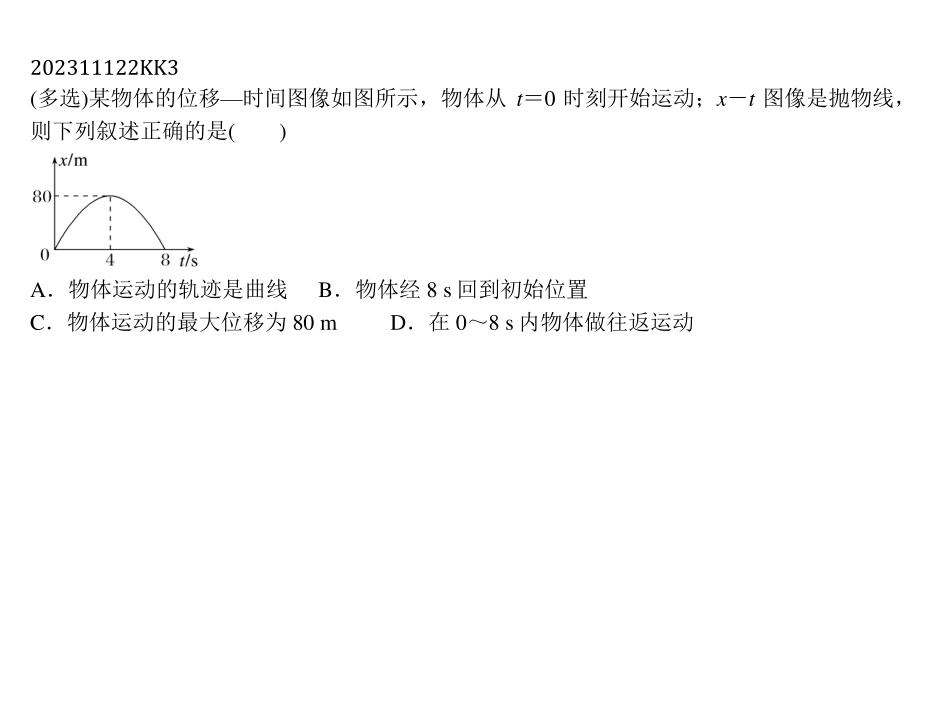 202311122KK3
(多选)某物体的位移—时间图像如图所示，物体从 t＝0 时刻开始运动；x－t 图像是抛物线，
则下列叙述正确的是(　　)
x/m
80
0
4
8
t/s
A．物体运动的轨迹是曲线　B．物体经 8 s 回到初始位置
C．物体运动的最大位移为 80 m　　D．在 0～8 s 内物体做往返运动